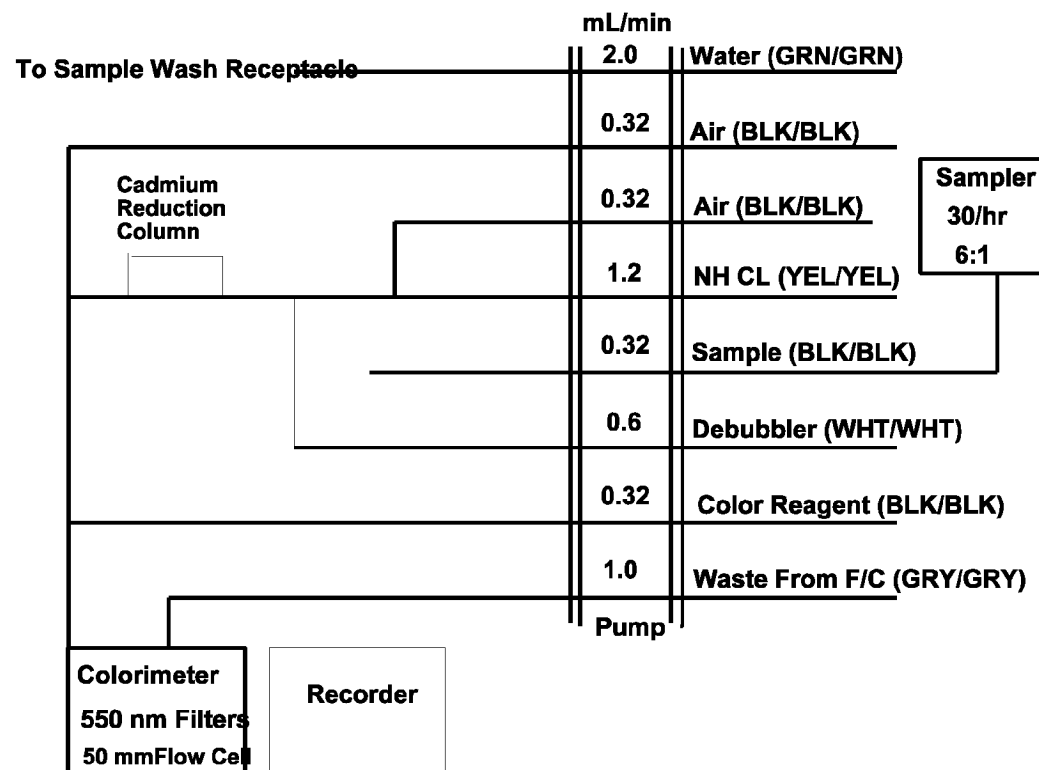 mL/min
2.0
Water (GRN/GRN)
To Sample Wash Receptacle
0.32
Air (BLK/BLK)
Cadmium
Reduction
Column
0.32
Air (BLK/BLK)
Sampler
30/hr
6:1
1.2
NH CL (YEL/YEL)
0.32
Sample (BLK/BLK)
0.6
Debubbler (WHT/WHT)
0.32
Color Reagent (BLK/BLK)
1.0
Waste From F/C (GRY/GRY)
Pump
Colorimeter
550 nm Filters
50 mmFlow Cell
Recorder